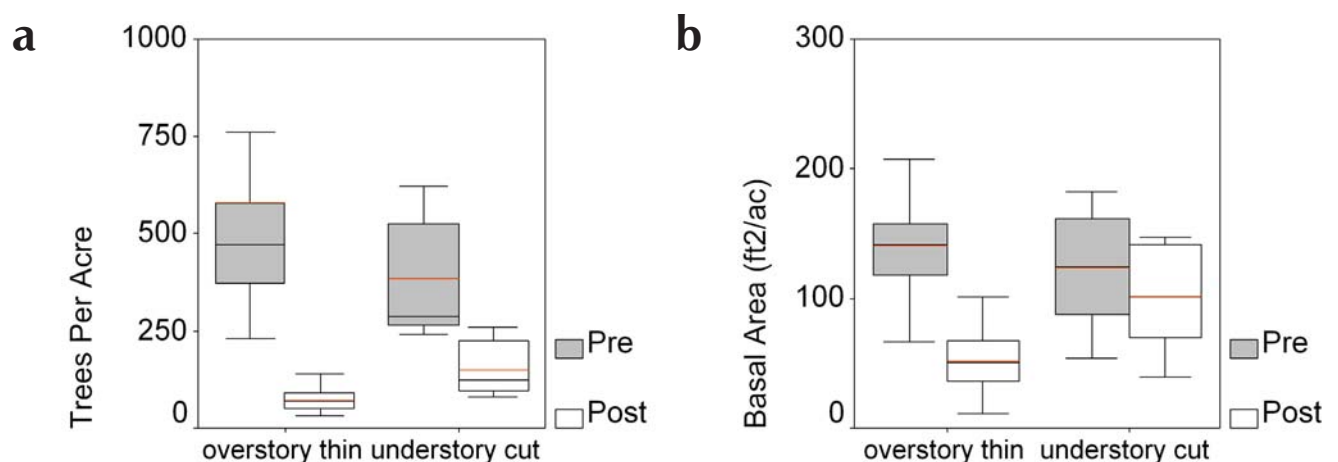 a
1000
750
500
250
0
Trees Per Acre
overstory thin understory cut
Pre
Post
b
300
200
100
0
Basal Area (ft2/ac)
overstory thin understory cut
Pre
Post